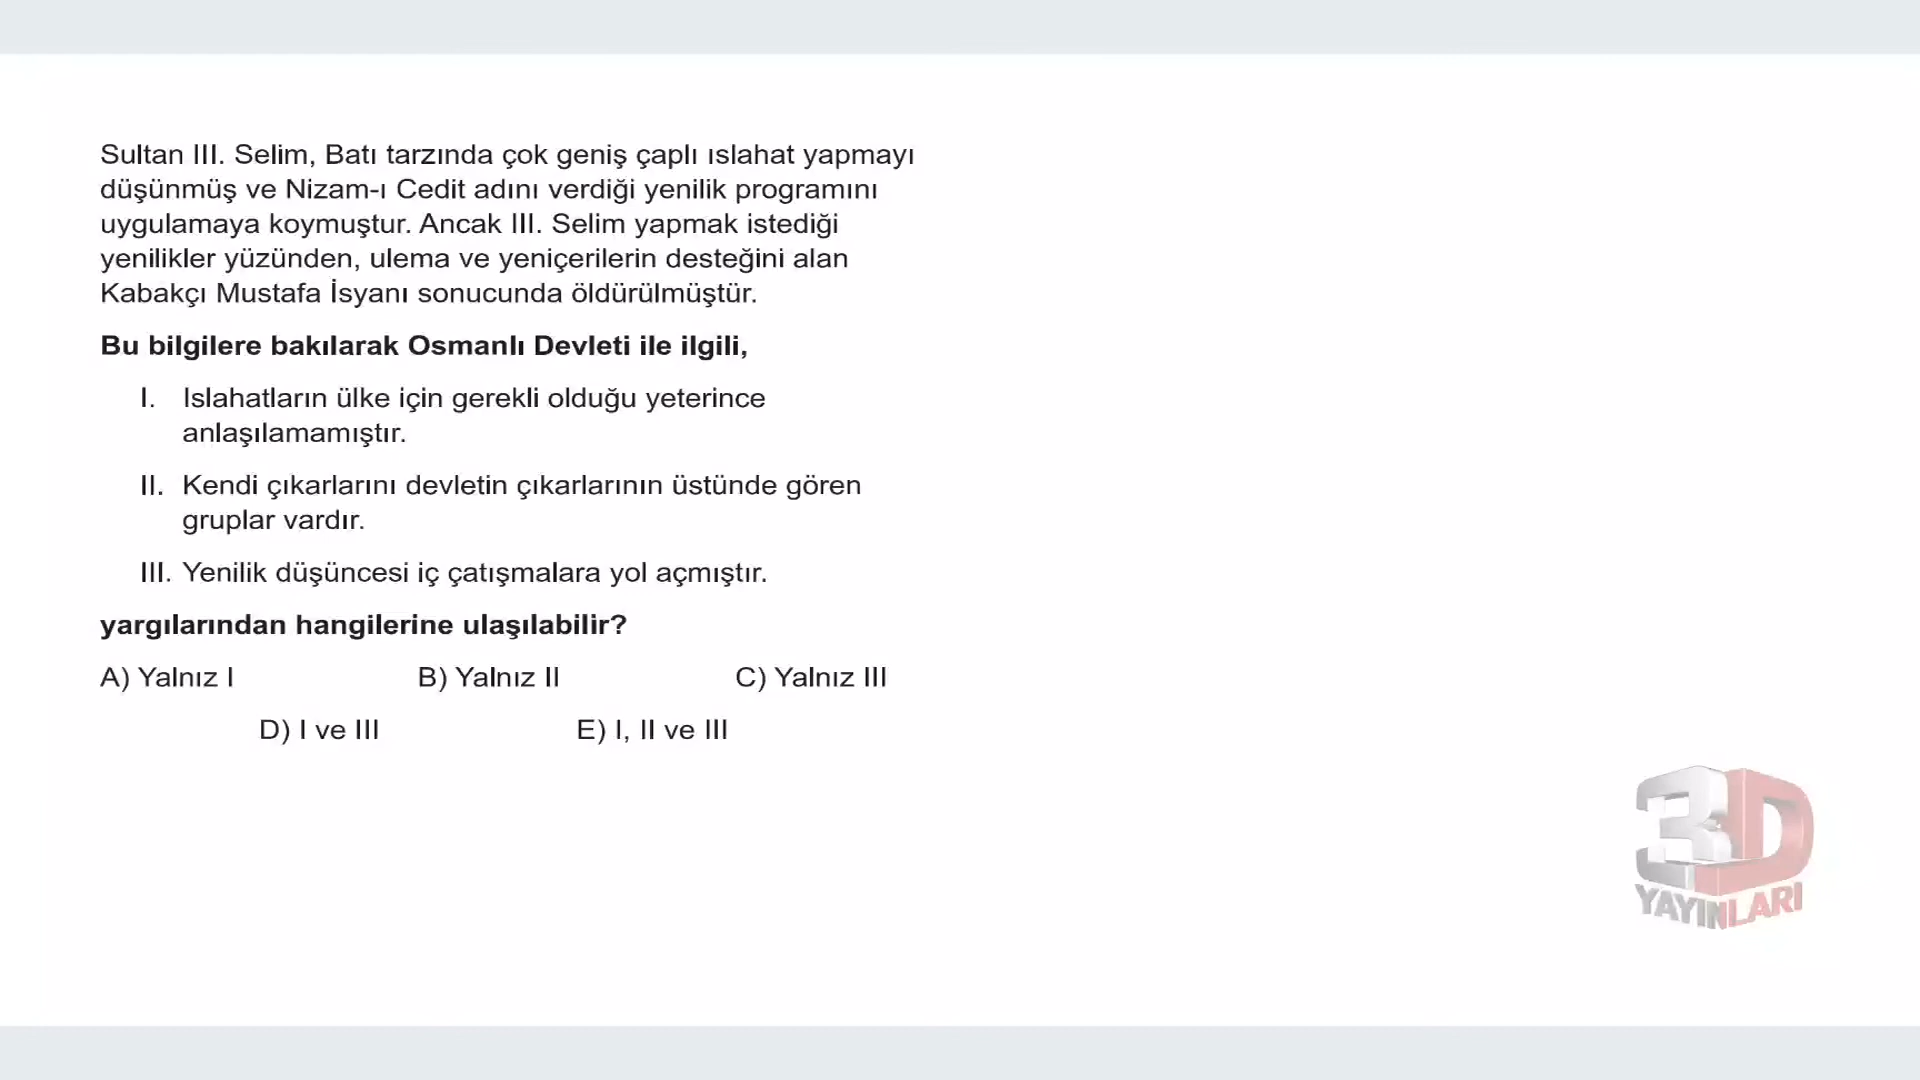 Sultan III. Selim, Batı tarzında çok geniş çaplı ıslahat yapmayı
düşünmüş ve Nizam-ı Cedit adını verdiği yenilik programını
uygulamaya koymuştur. Ancak III. Selim yapmak istediği
yenilikler yüzünden, ulema ve yeniçerilerin desteğini alan
Kabakçı Mustafa İsyanı sonucunda öldürülmüştür.
Bu bilgilere bakılarak Osmanlı Devleti ile ilgili,
I. Islahatların ülke için gerekli olduğu yeterince
anlaşılamamıştır.
II. Kendi çıkarlarını devletin çıkarlarının üstünde gören
gruplar vardır.
III. Yenilik düşüncesi iç çatışmalara yol açmıştır.
yargılarından hangilerine ulaşılabilir?
A) Yalnız I B) Yalnız II C) Yalnız III
D) I ve III E) I, II ve III
3D
YAYINLARI